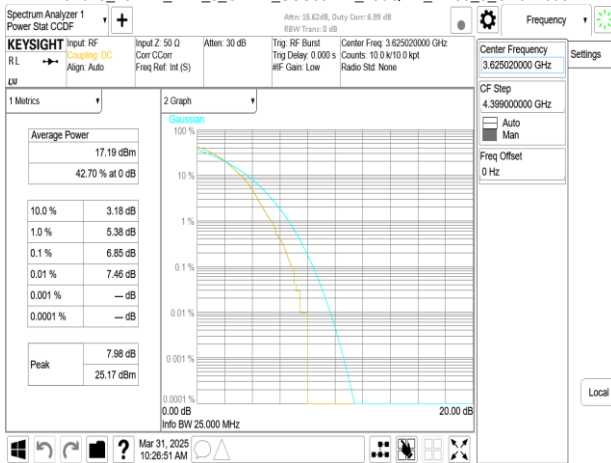 Spectrum Analyzer 1
Power Stat CCDF
+
Attn: 15.62dB, Duty Corr: 6.99 dB
RBW Trans: 0 dB
Frequency
KEYSIGHT
RL
Input: RF
Coupling: DC
Align: Auto
Input Z: 50 Ω
Corr CCorr
Freq Ref: Int (S)
Atten: 30 dB
Trig: RF Burst
Trig Delay: 0.000 s
#IF Gain: Low
Center Freq: 3.625020000 GHz
Counts: 10.0 k/10.0 kpt
Radio Std: None
Center Frequency
3.625020000 GHz
Settings
CF Step
4.399000000 GHz
Auto
Man
Freq Offset
0 Hz
Local
1 Metrics
Average Power
17.19 dBm
42.70 % at 0 dB
10.0 % 3.18 dB
1.0 % 5.38 dB
0.1 % 6.85 dB
0.01 % 7.46 dB
0.001 % --- dB
0.0001 % --- dB
Peak
7.98 dB
25.17 dBm
2 Graph
Gaussian
100 %
10 %
1 %
0.1 %
0.01 %
0.001 %
0.0001 %
0.00 dB
20.00 dB
Info BW 25.000 MHz
?
Mar 31, 2025
10:26:51 AM